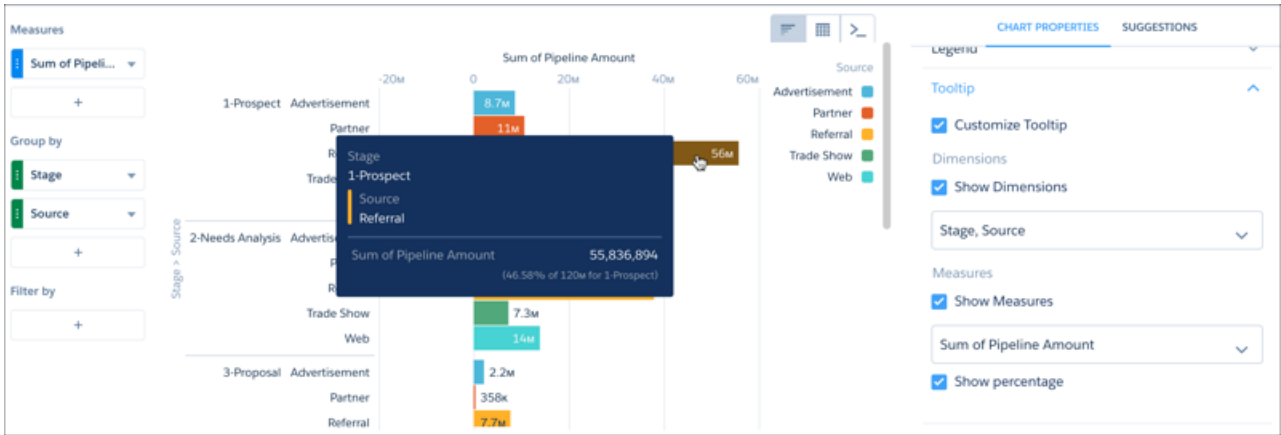 Measures
Sum of Pipeli...
+
Group by
Stage
Source
+
Filter by
+
Sum of Pipeline Amount
-20M 0 20M 40M 60M
Stage > Source
1-Prospect Advertisement 8.7M
Partner 11M
R 56M
Trade
2-Needs Analysis Advertis
P
R
Trade Show 7.3M
Web 14M
3-Proposal Advertisement 2.2M
Partner 358K
Referral 7.7M
Stage
1-Prospect
Source
Referral
Sum of Pipeline Amount 55,836,894
(46.58% of 120M for 1-Prospect)
Source
Advertisement
Partner
Referral
Trade Show
Web
CHART PROPERTIES SUGGESTIONS
Legend
Tooltip
Customize Tooltip
Dimensions
Show Dimensions
Stage, Source
Measures
Show Measures
Sum of Pipeline Amount
Show percentage